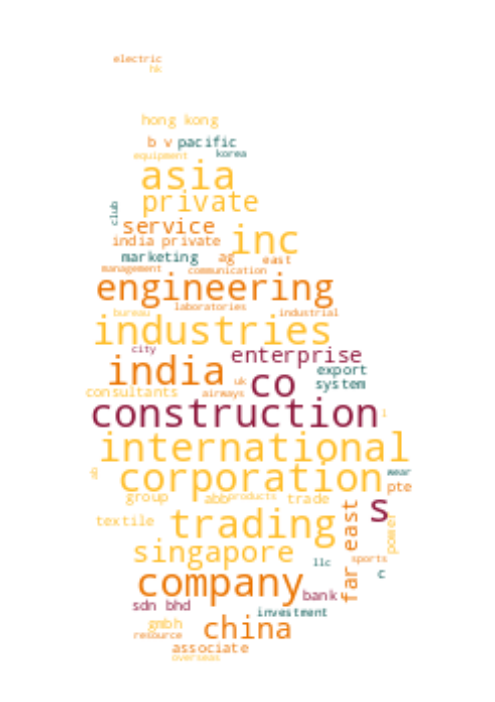 electric
hk
hong kong
b v pacific
equipment korea
asia
private
club
service
india private inc
marketing ag east
management communication
engineering
laboratories
bureau industrial
industries
city enterprise
india export
uk co system
consultants airways
construction i
international
corporation wear
pte
group abb products trade s
textile trading power
far east
singapore sports
llc c
company bank
sdn bhd investment
gmbh china
resource
associate
overseas